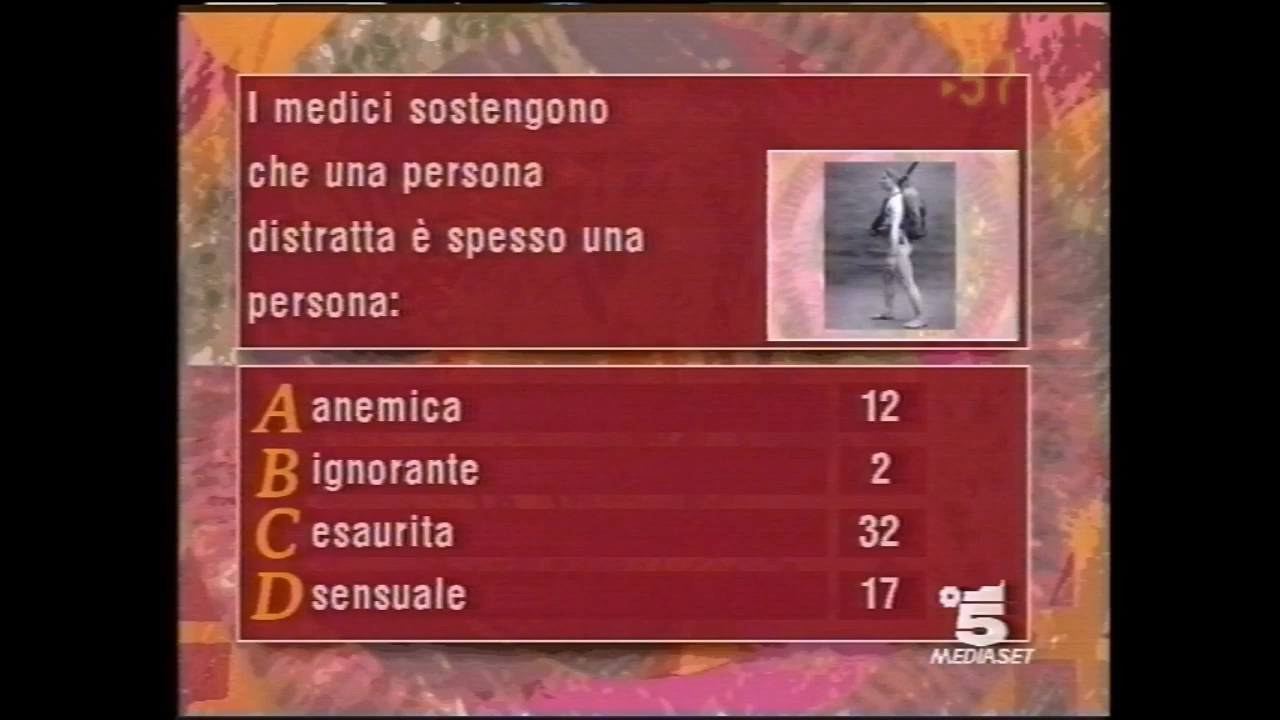 I medici sostengono
che una persona
distratta è spesso una
persona:
A anemica 12
B ignorante 2
C esaurita 32
D sensuale 17
5
MEDIASET